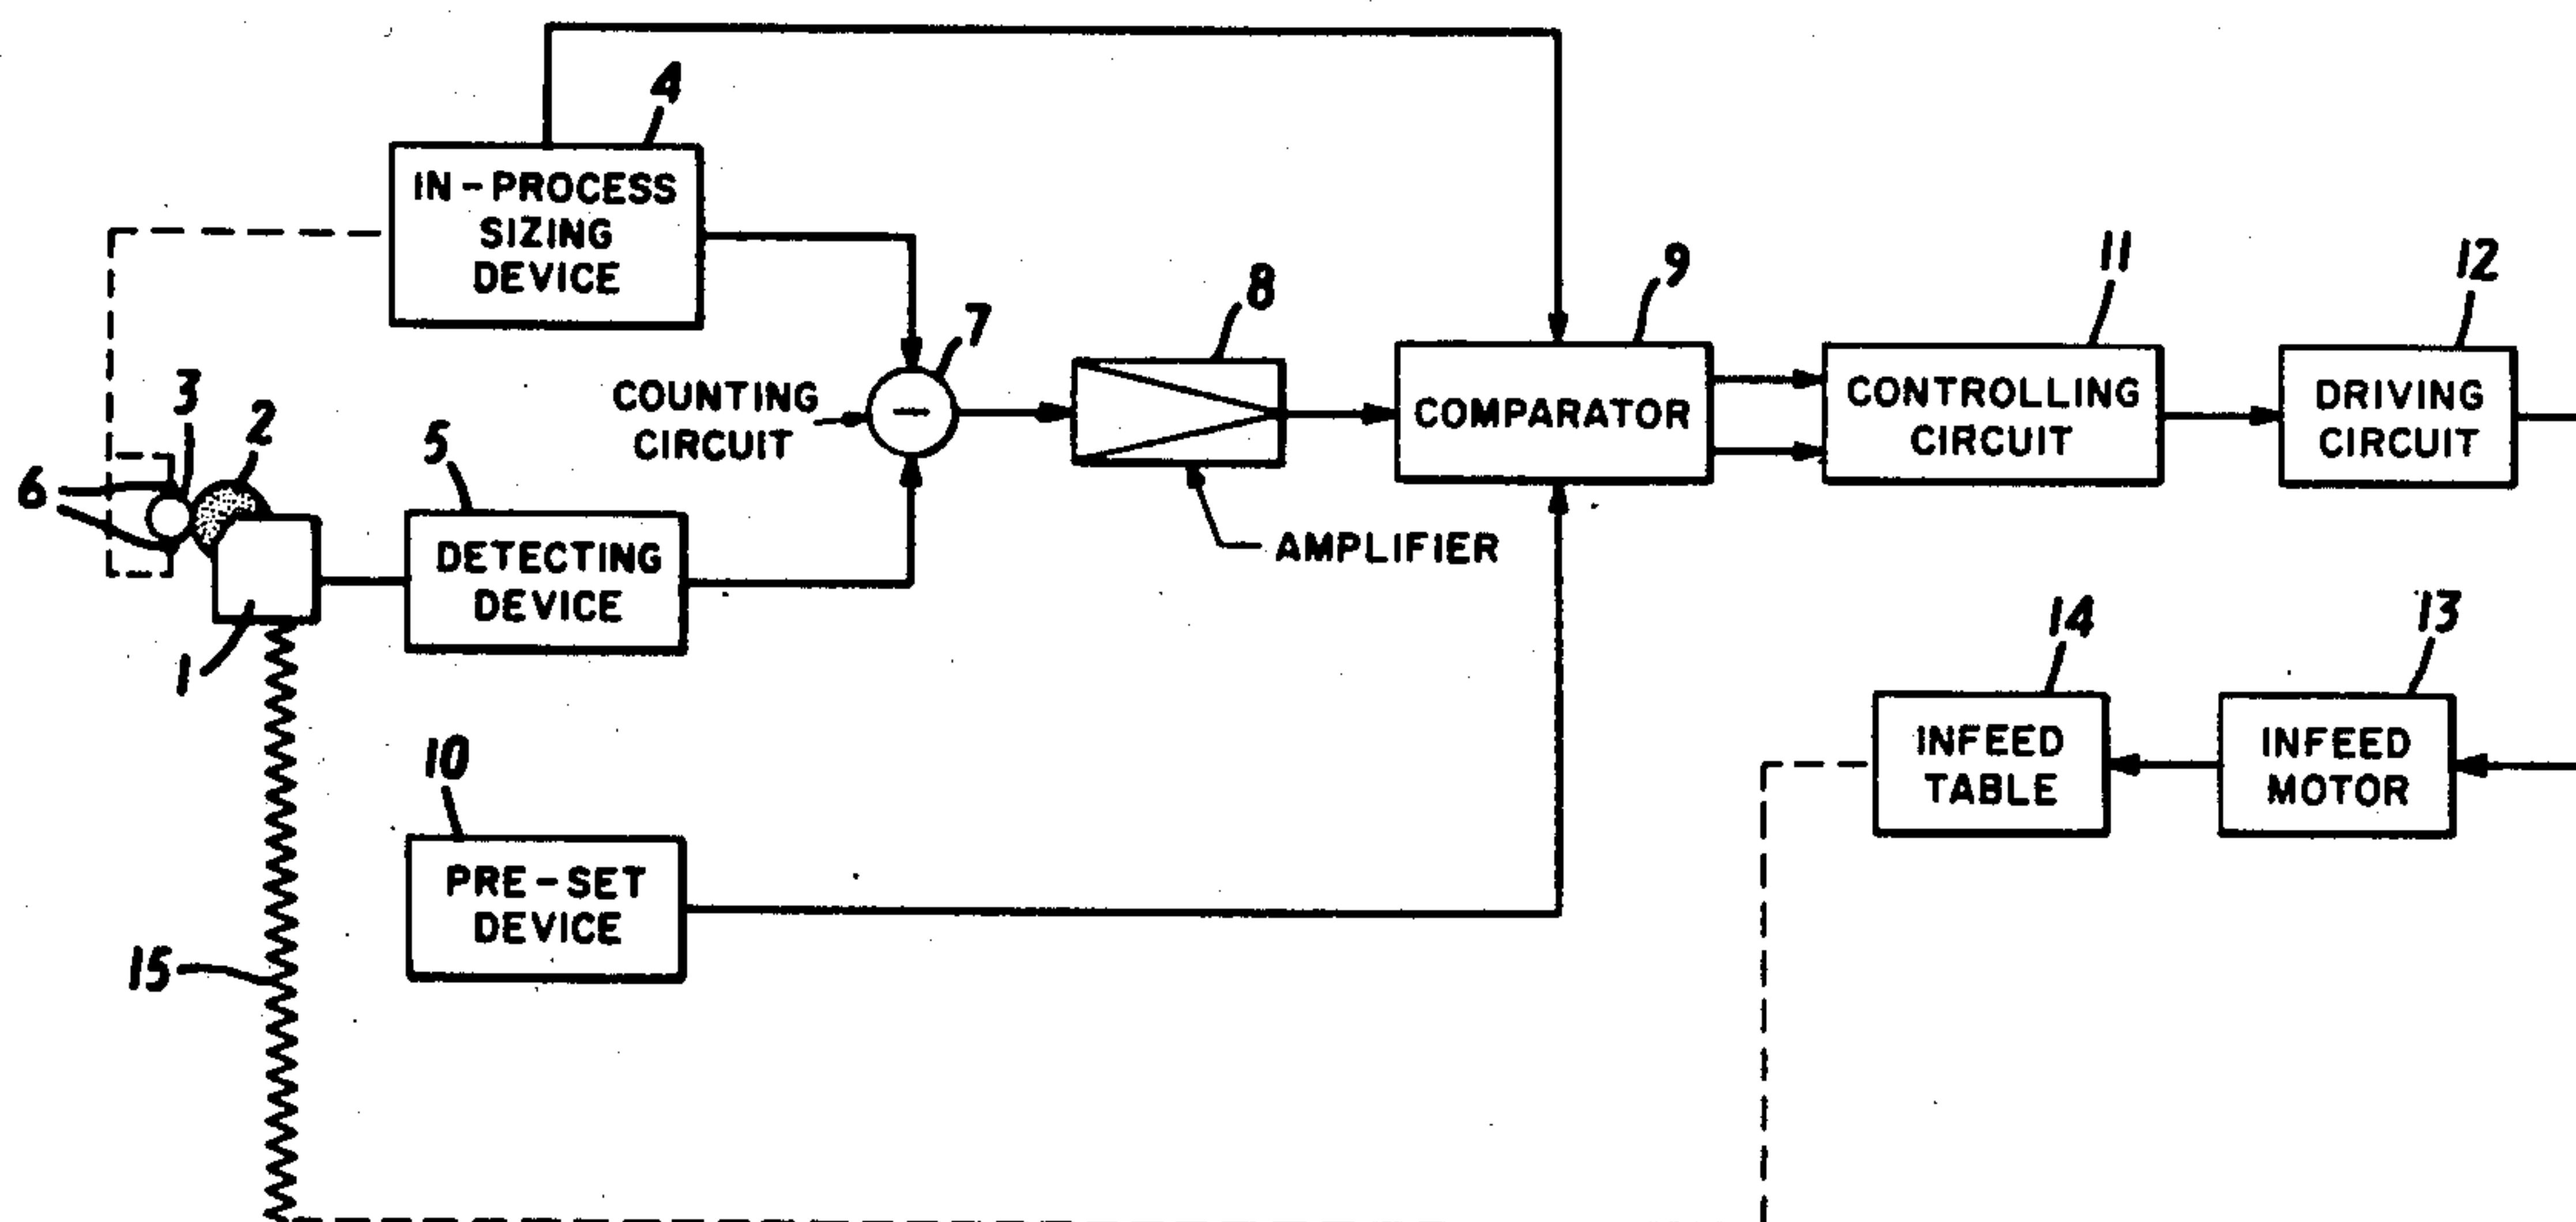 4
IN-PROCESS
SIZING
DEVICE
7
8
9
11
12
COUNTING
CIRCUIT
−
COMPARATOR
CONTROLLING
CIRCUIT
DRIVING
CIRCUIT
3
2
5
6
DETECTING
DEVICE
AMPLIFIER
1
14
13
INFEED
TABLE
INFEED
MOTOR
10
PRE-SET
DEVICE
15